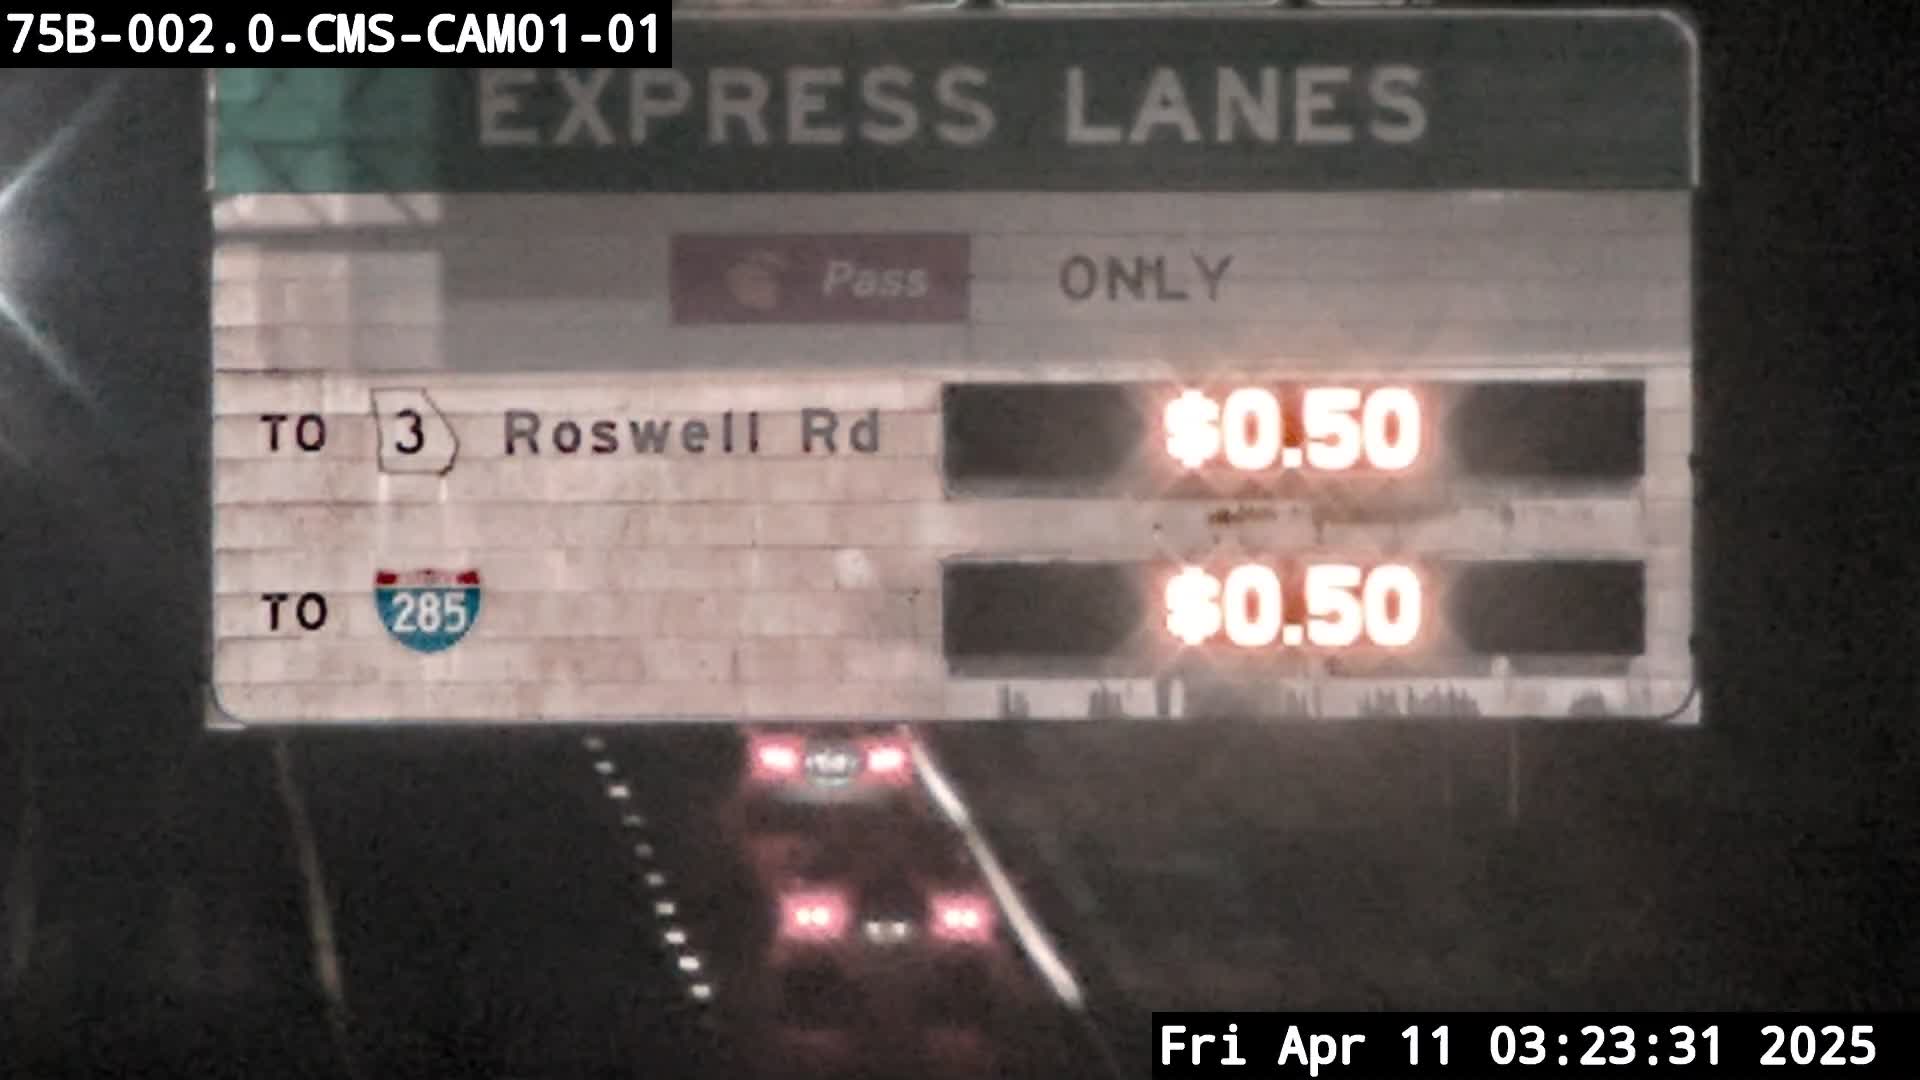 75B-002.0-CMS-CAM01-01
EXPRESS LANES
Pass ONLY
TO 3 Roswell Rd $0.50
TO 285 $0.50
Fri Apr 11 03:23:31 2025